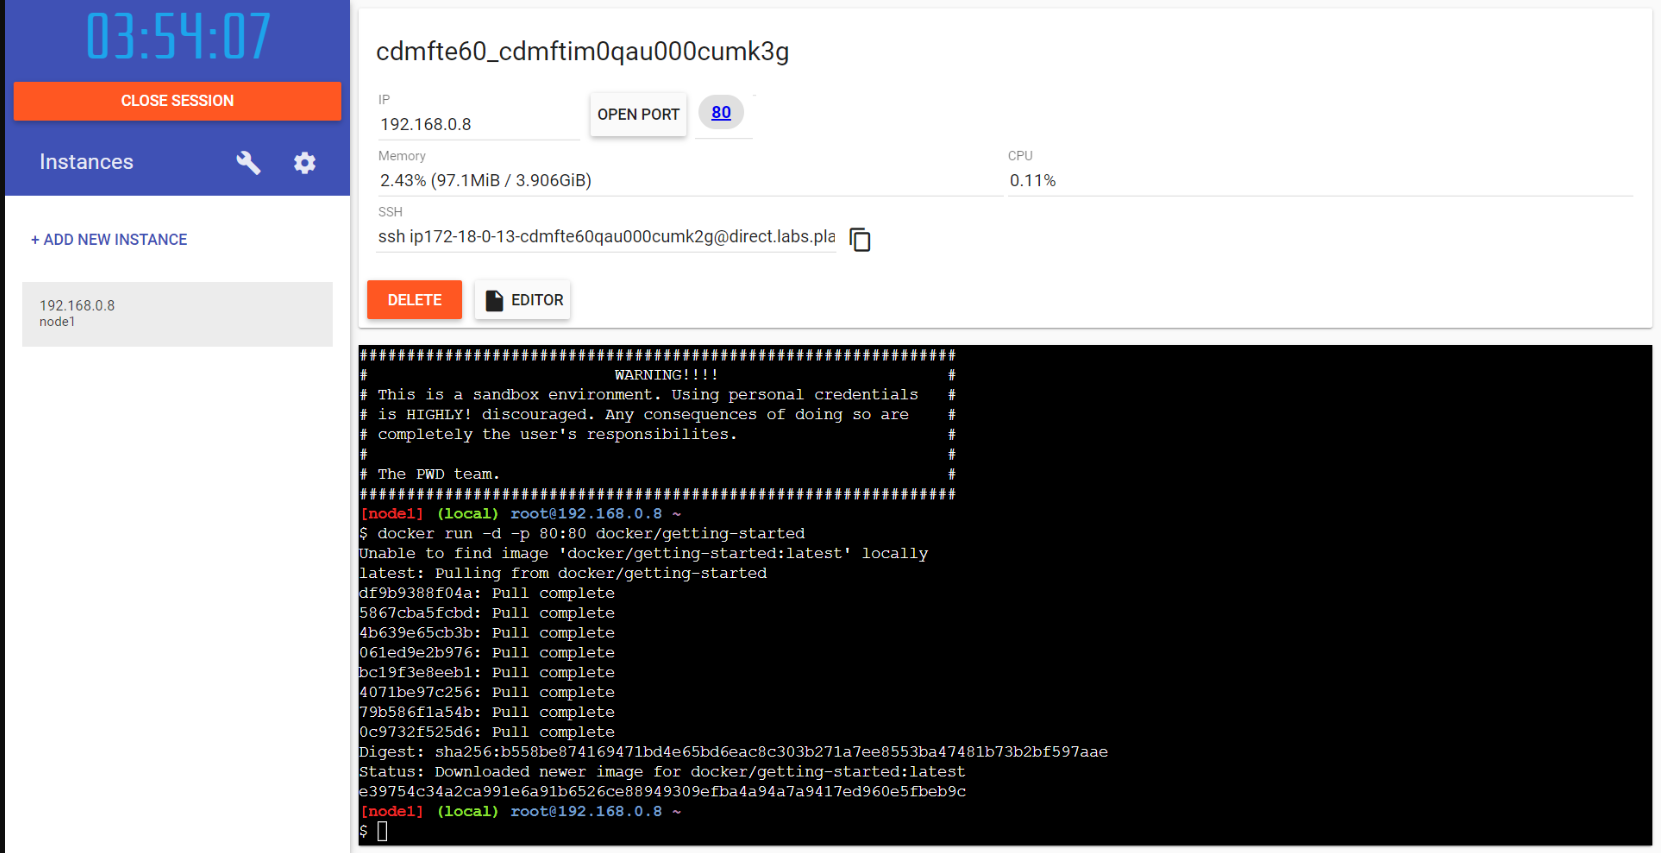 03:54:07
CLOSE SESSION
Instances
+ ADD NEW INSTANCE
192.168.0.8
node1
cdmfte60_cdmftim0qau000cumk3g
IP
192.168.0.8
OPEN PORT
80
Memory
2.43% (97.1MiB / 3.906GiB)
CPU
0.11%
SSH
ssh ip172-18-0-13-cdmfte60qau000cumk2g@direct.labs.pla
DELETE
EDITOR
###############################################################
#                          WARNING!!!!                        #
# This is a sandbox environment. Using personal credentials   #
# is HIGHLY! discouraged. Any consequences of doing so are    #
# completely the user's responsibilites.                      #
#                                                             #
# The PWD team.                                               #
###############################################################
[node1] (local) root@192.168.0.8 ~
$ docker run -d -p 80:80 docker/getting-started
Unable to find image 'docker/getting-started:latest' locally
latest: Pulling from docker/getting-started
df9b9388f04a: Pull complete
5867cba5fcbd: Pull complete
4b639e65cb3b: Pull complete
061ed9e2b976: Pull complete
bc19f3e8eeb1: Pull complete
4071be97c256: Pull complete
79b586f1a54b: Pull complete
0c9732f525d6: Pull complete
Digest: sha256:b558be874169471bd4e65bd6eac8c303b271a7ee8553ba47481b73b2bf597aae
Status: Downloaded newer image for docker/getting-started:latest
e39754c34a2ca991e6a91b6526ce88949309efba4a94a7a9417ed960e5fbeb9c
[node1] (local) root@192.168.0.8 ~
$